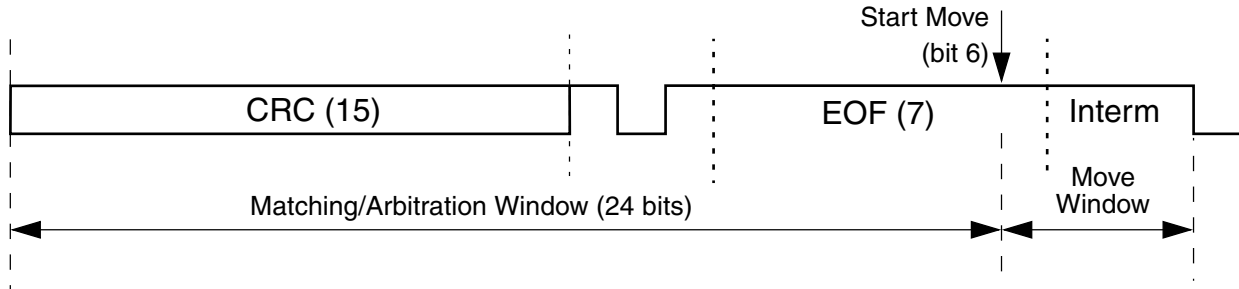 Start Move
(bit 6)
CRC (15)
EOF (7)
Interm
Matching/Arbitration Window (24 bits)
Move
Window